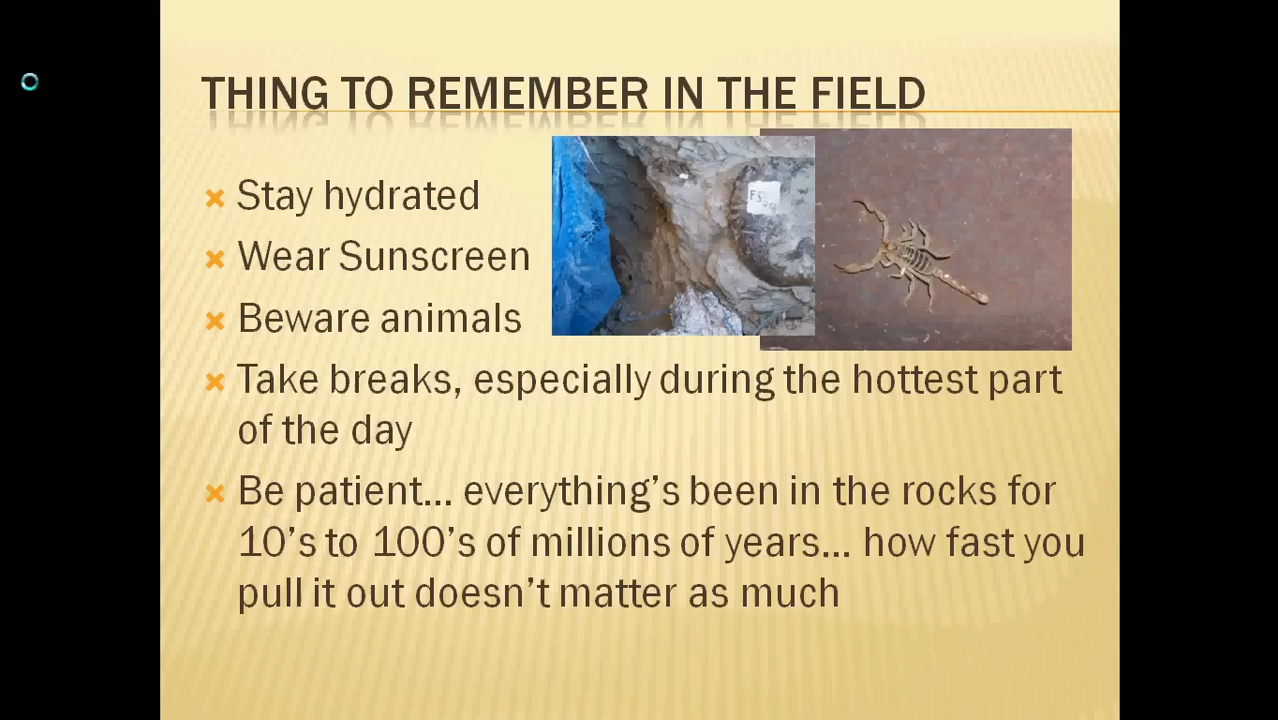 THING TO REMEMBER IN THE FIELD
Stay hydrated
Wear Sunscreen
Beware animals
Take breaks, especially during the hottest part
of the day
Be patient... everything's been in the rocks for
10's to 100's of millions of years... how fast you
pull it out doesn't matter as much